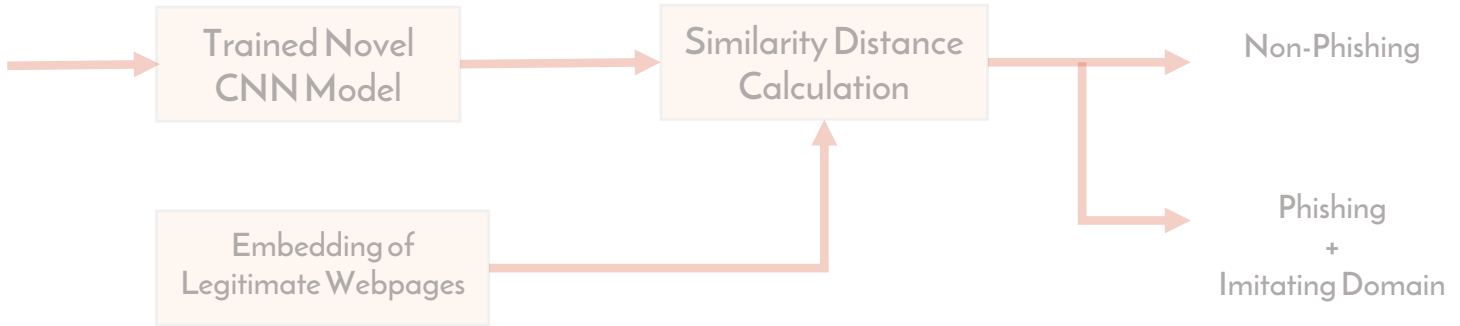 Trained Novel
CNN Model
Similarity Distance
Calculation
Non-Phishing
Embedding of
Legitimate Webpages
Phishing
+
Imitating Domain